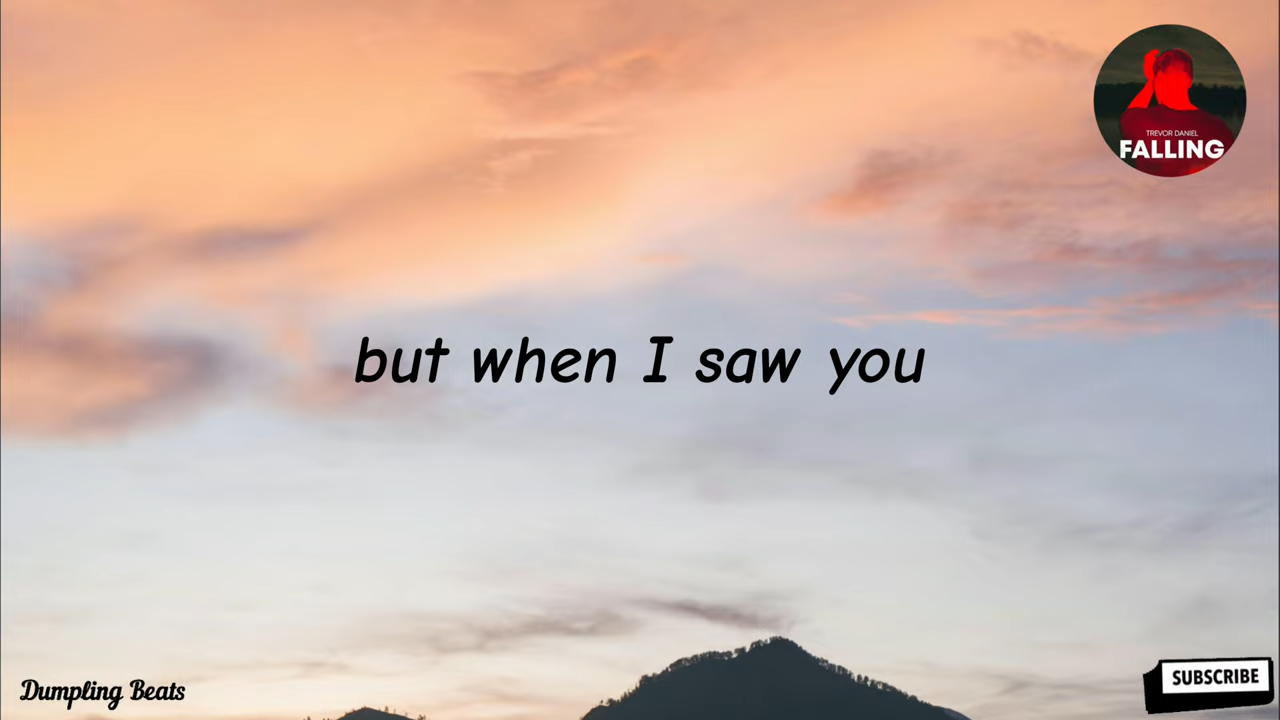 TREVOR DANIEL
FALLING
but when I saw you
Dumpling Beats
SUBSCRIBE